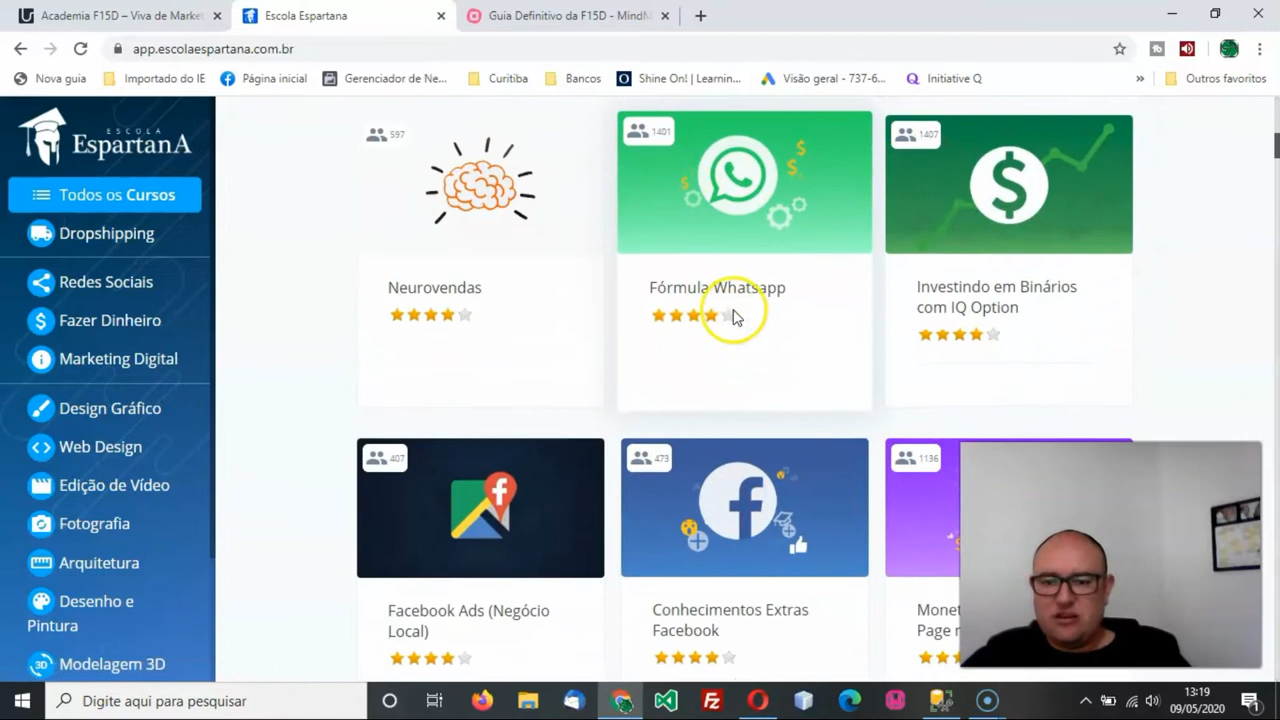 Academia F15D – Viva de Market
Escola Espartana
Guia Definitivo da F15D - MindM
app.escolaespartana.com.br
Nova guia
Importado do IE
Página inicial
Gerenciador de Ne...
Curitiba
Bancos
Shine On! | Learnin...
Visão geral - 737-6...
Initiative Q
»
Outros favoritos
ESCOLA
EspartanA
Todos os Cursos
Dropshipping
Redes Sociais
Fazer Dinheiro
Marketing Digital
Design Gráfico
Web Design
Edição de Vídeo
Fotografia
Arquitetura
Desenho e
Pintura
3D Modelagem 3D
597
Neurovendas
1401
Fórmula Whatsapp
1407
Investindo em Binários
com IQ Option
407
Facebook Ads (Negócio
Local)
473
Conhecimentos Extras
Facebook
1136
Monet
Page
Digite aqui para pesquisar
13:19
09/05/2020